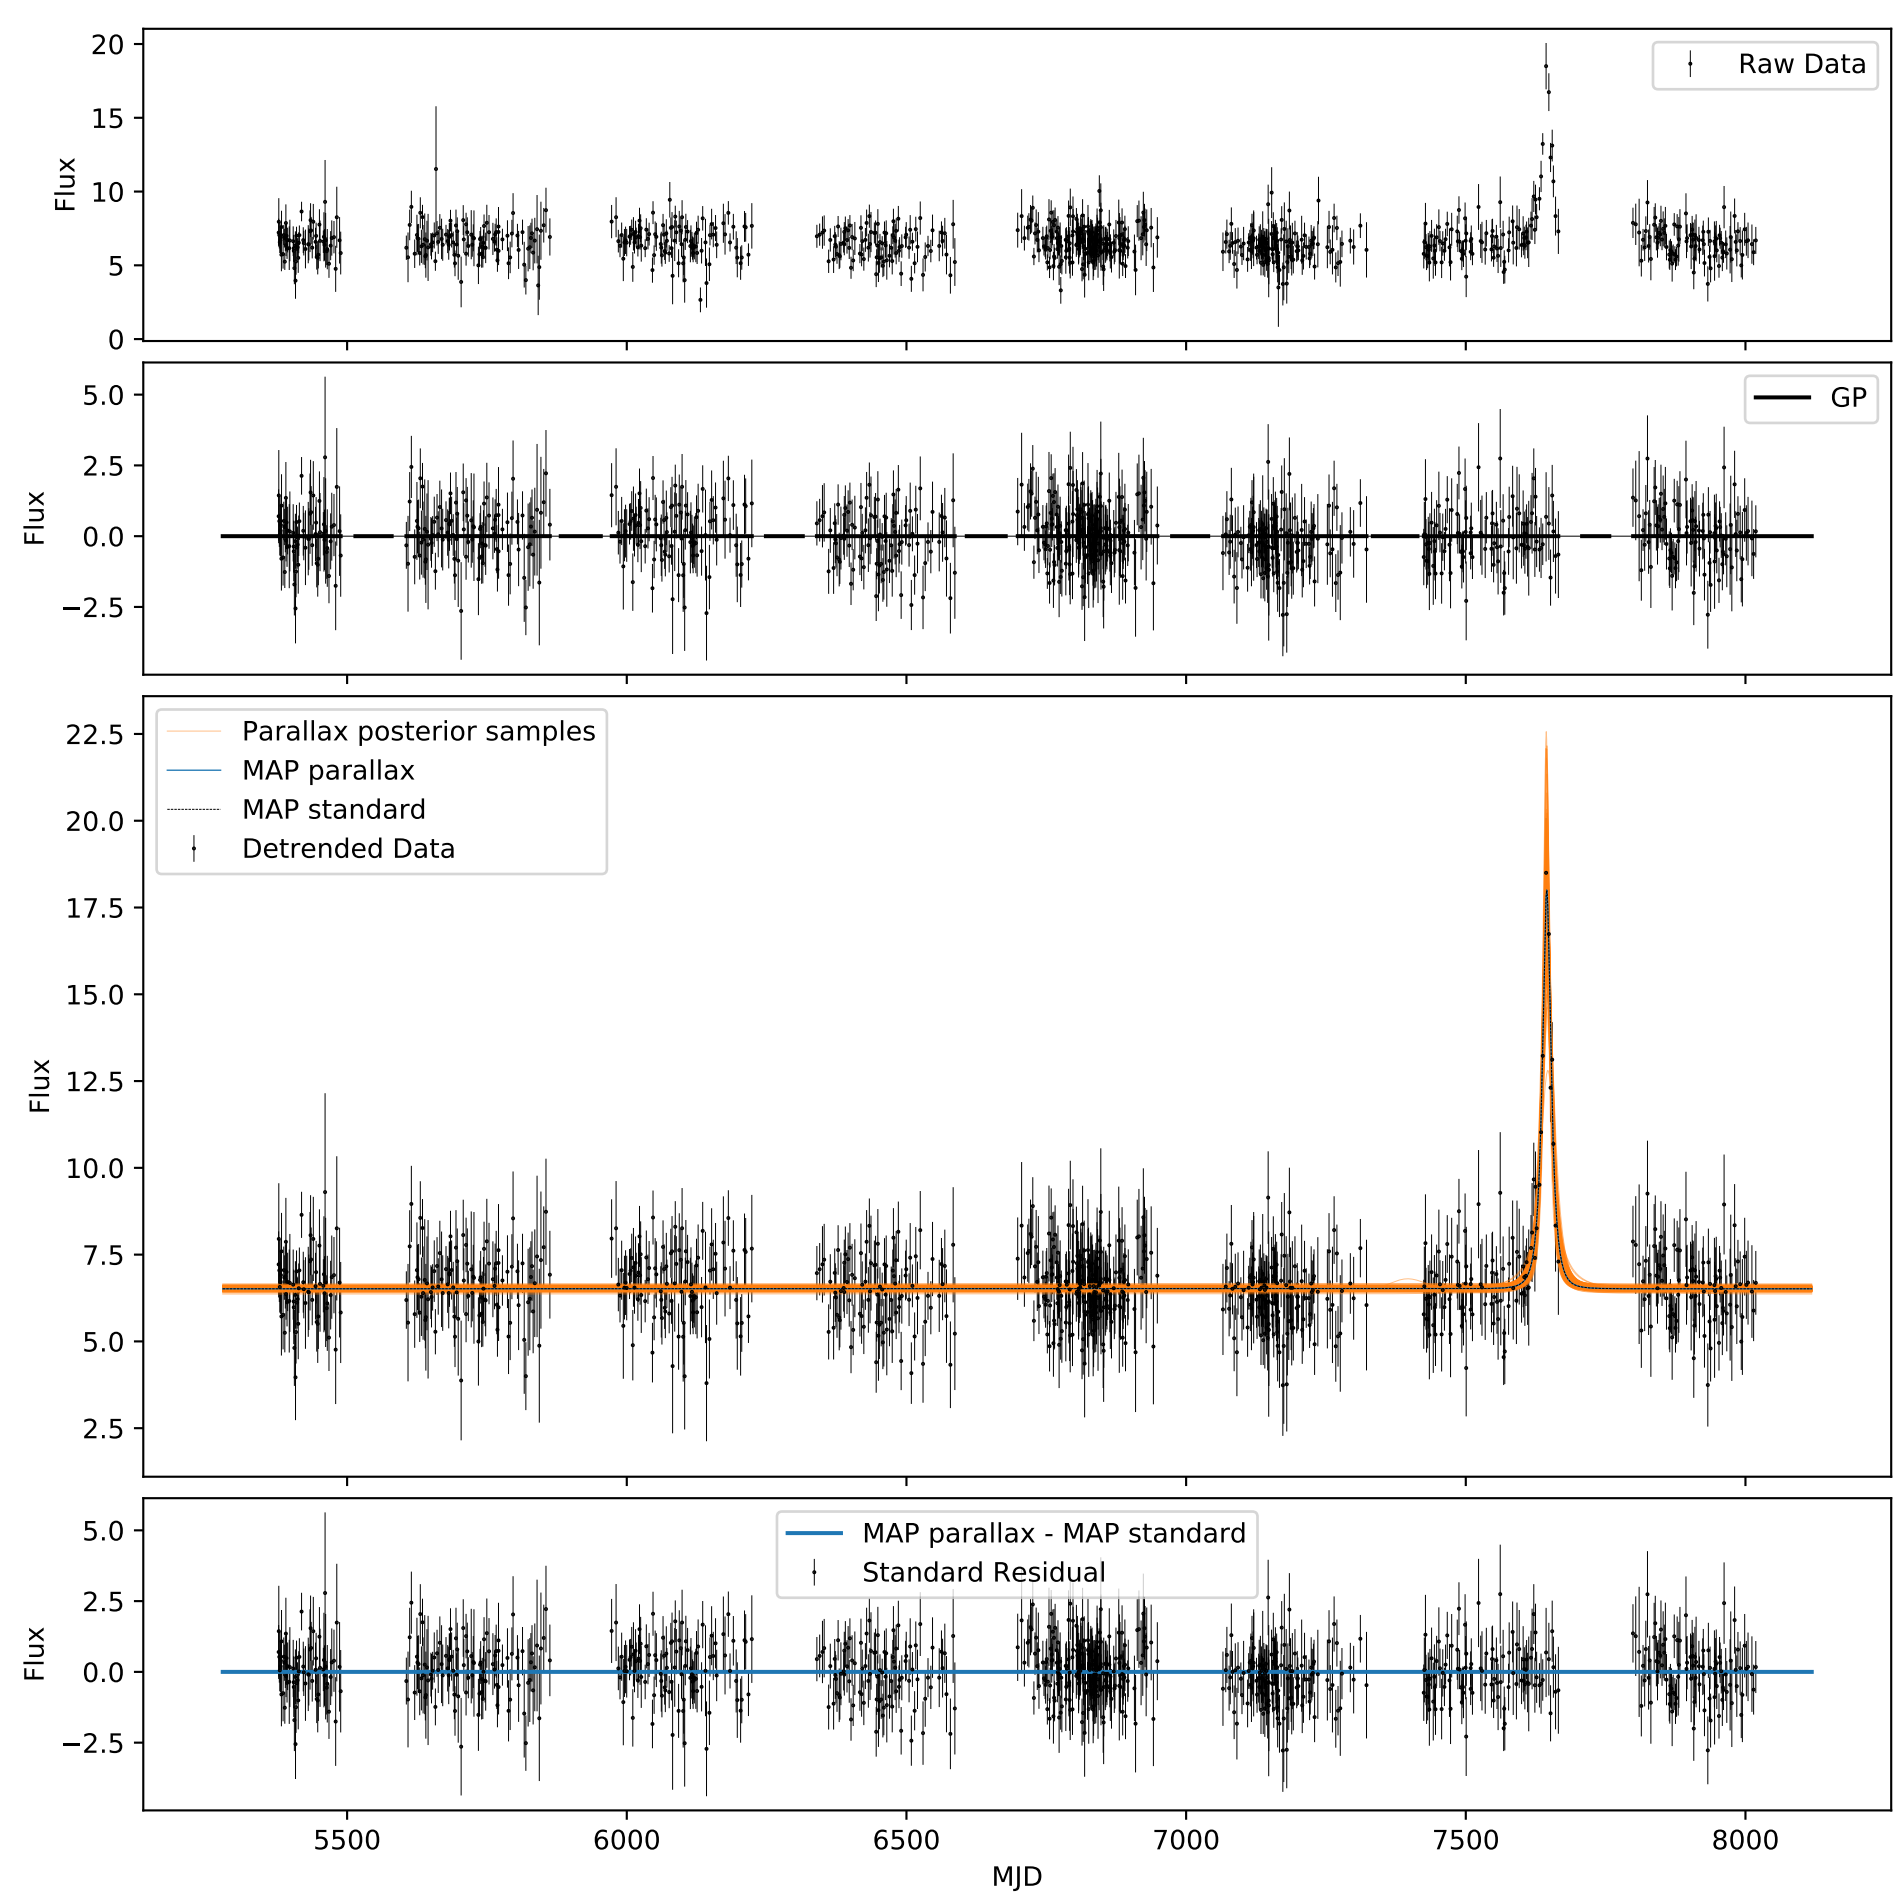 20
15
10
5
0
Flux
Raw Data
5.0
2.5
0.0
−2.5
Flux
GP
22.5
20.0
17.5
15.0
12.5
10.0
7.5
5.0
2.5
Flux
Parallax posterior samples
MAP parallax
MAP standard
Detrended Data
5.0
2.5
0.0
−2.5
Flux
MAP parallax - MAP standard
Standard Residual
5500 6000 6500 7000 7500 8000
MJD